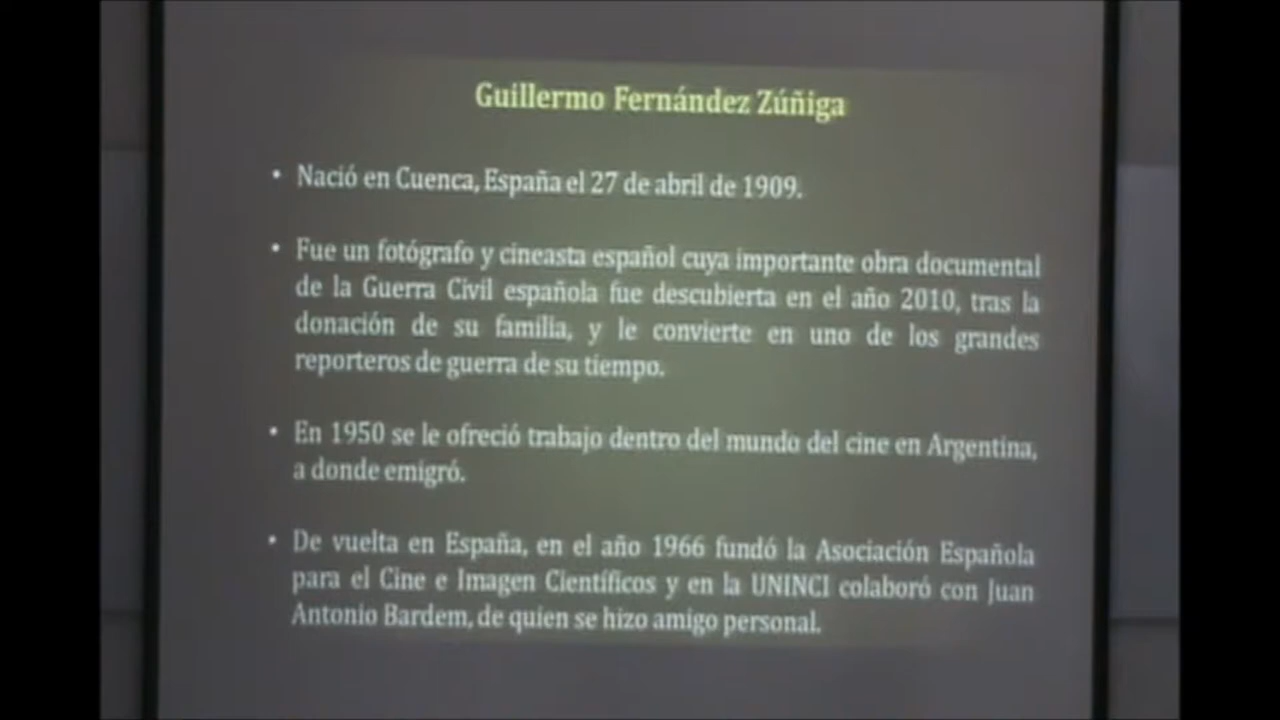 Guillermo Fernández Zúñiga
• Nació en Cuenca, España el 27 de abril de 1909.
• Fue un fotógrafo y cineasta español cuya importante obra documental
de la Guerra Civil española fue descubierta en el año 2010, tras la
donación de su familia, y le convierte en uno de los grandes
reporteros de guerra de su tiempo.
• En 1950 se le ofreció trabajo dentro del mundo del cine en Argentina,
a donde emigró.
• De vuelta en España, en el año 1966 fundó la Asociación Española
para el Cine e Imagen Científicos y en la UNINCI colaboró con Juan
Antonio Bardem, de quien se hizo amigo personal.